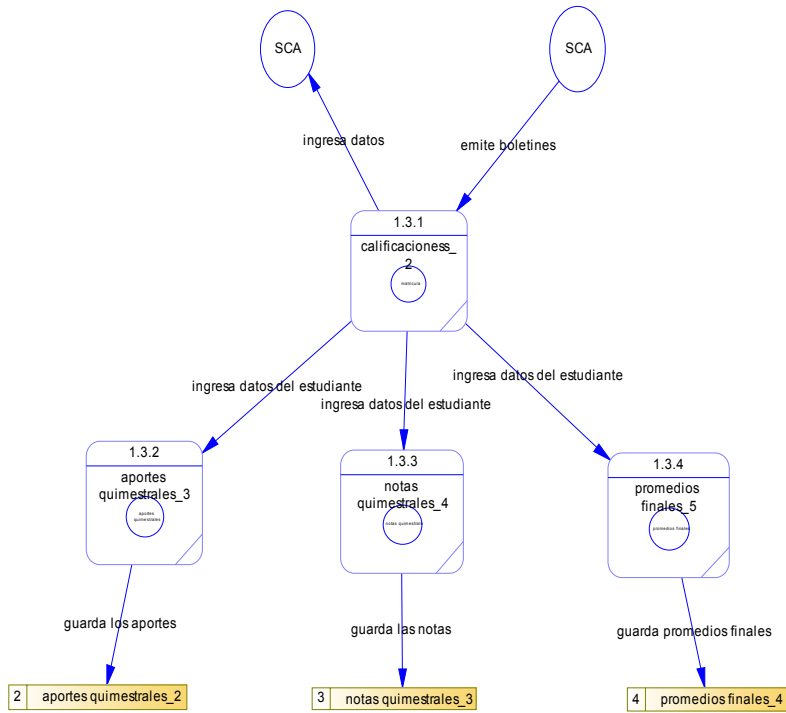 SCA
SCA
ingresa datos
emite boletines
1.3.1
calificacioness_
2
matricula
ingresa datos del estudiante
ingresa datos del estudiante
ingresa datos del estudiante
1.3.2
aportes
quimestrales_3
aportes
quimestrales
1.3.3
notas
quimestrales_4
notas quimestrales
1.3.4
promedios
finales_5
promedios finales
guarda los aportes
guarda las notas
guarda promedios finales
2 aportes quimestrales_2
3 notas quimestrales_3
4 promedios finales_4